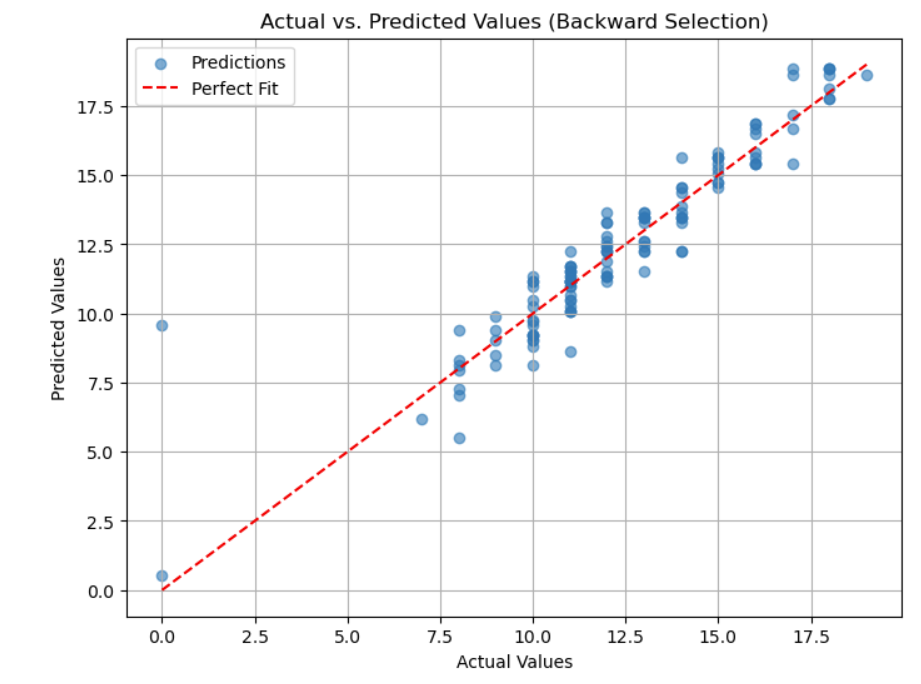 Actual vs. Predicted Values (Backward Selection)
Predictions
Perfect Fit
17.5
15.0
12.5
10.0
7.5
5.0
2.5
0.0
Predicted Values
0.0 2.5 5.0 7.5 10.0 12.5 15.0 17.5
Actual Values